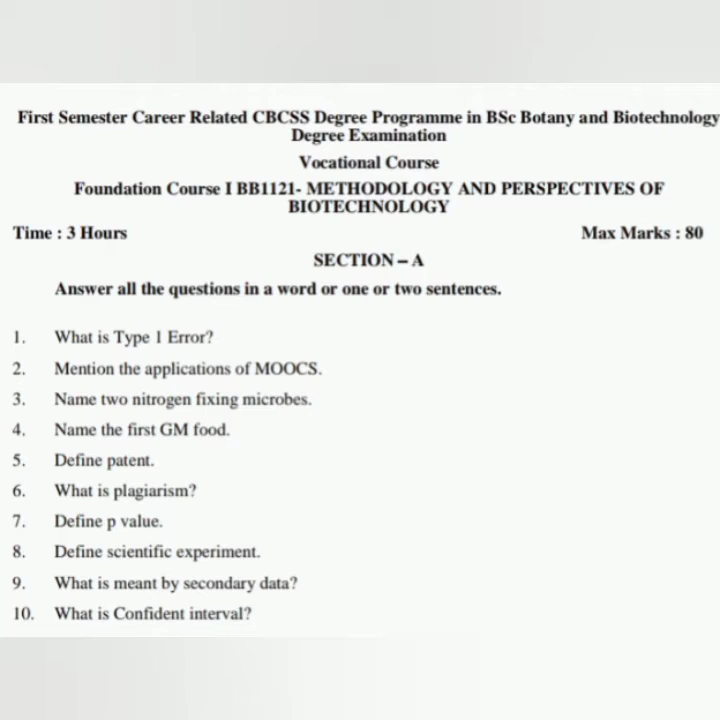 First Semester Career Related CBCSS Degree Programme in BSc Botany and Biotechnology
Degree Examination
Vocational Course
Foundation Course I BB1121- METHODOLOGY AND PERSPECTIVES OF
BIOTECHNOLOGY
Time : 3 Hours Max Marks : 80
SECTION – A
Answer all the questions in a word or one or two sentences.
1. What is Type 1 Error?
2. Mention the applications of MOOCS.
3. Name two nitrogen fixing microbes.
4. Name the first GM food.
5. Define patent.
6. What is plagiarism?
7. Define p value.
8. Define scientific experiment.
9. What is meant by secondary data?
10. What is Confident interval?